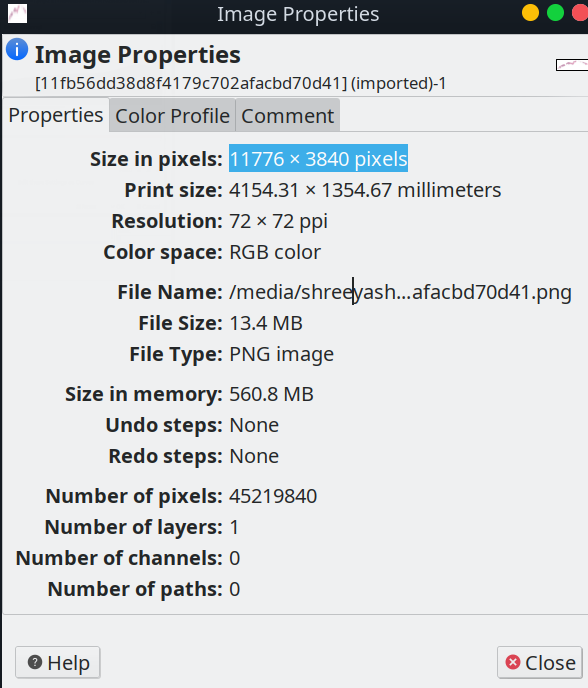 Image Properties
Image Properties
[11fb56dd38d8f4179c702afacbd70d41] (imported)-1
Properties Color Profile Comment
Size in pixels: 11776 × 3840 pixels
Print size: 4154.31 × 1354.67 millimeters
Resolution: 72 × 72 ppi
Color space: RGB color
File Name: /media/shreeyash...afacbd70d41.png
File Size: 13.4 MB
File Type: PNG image
Size in memory: 560.8 MB
Undo steps: None
Redo steps: None
Number of pixels: 45219840
Number of layers: 1
Number of channels: 0
Number of paths: 0
Help Close